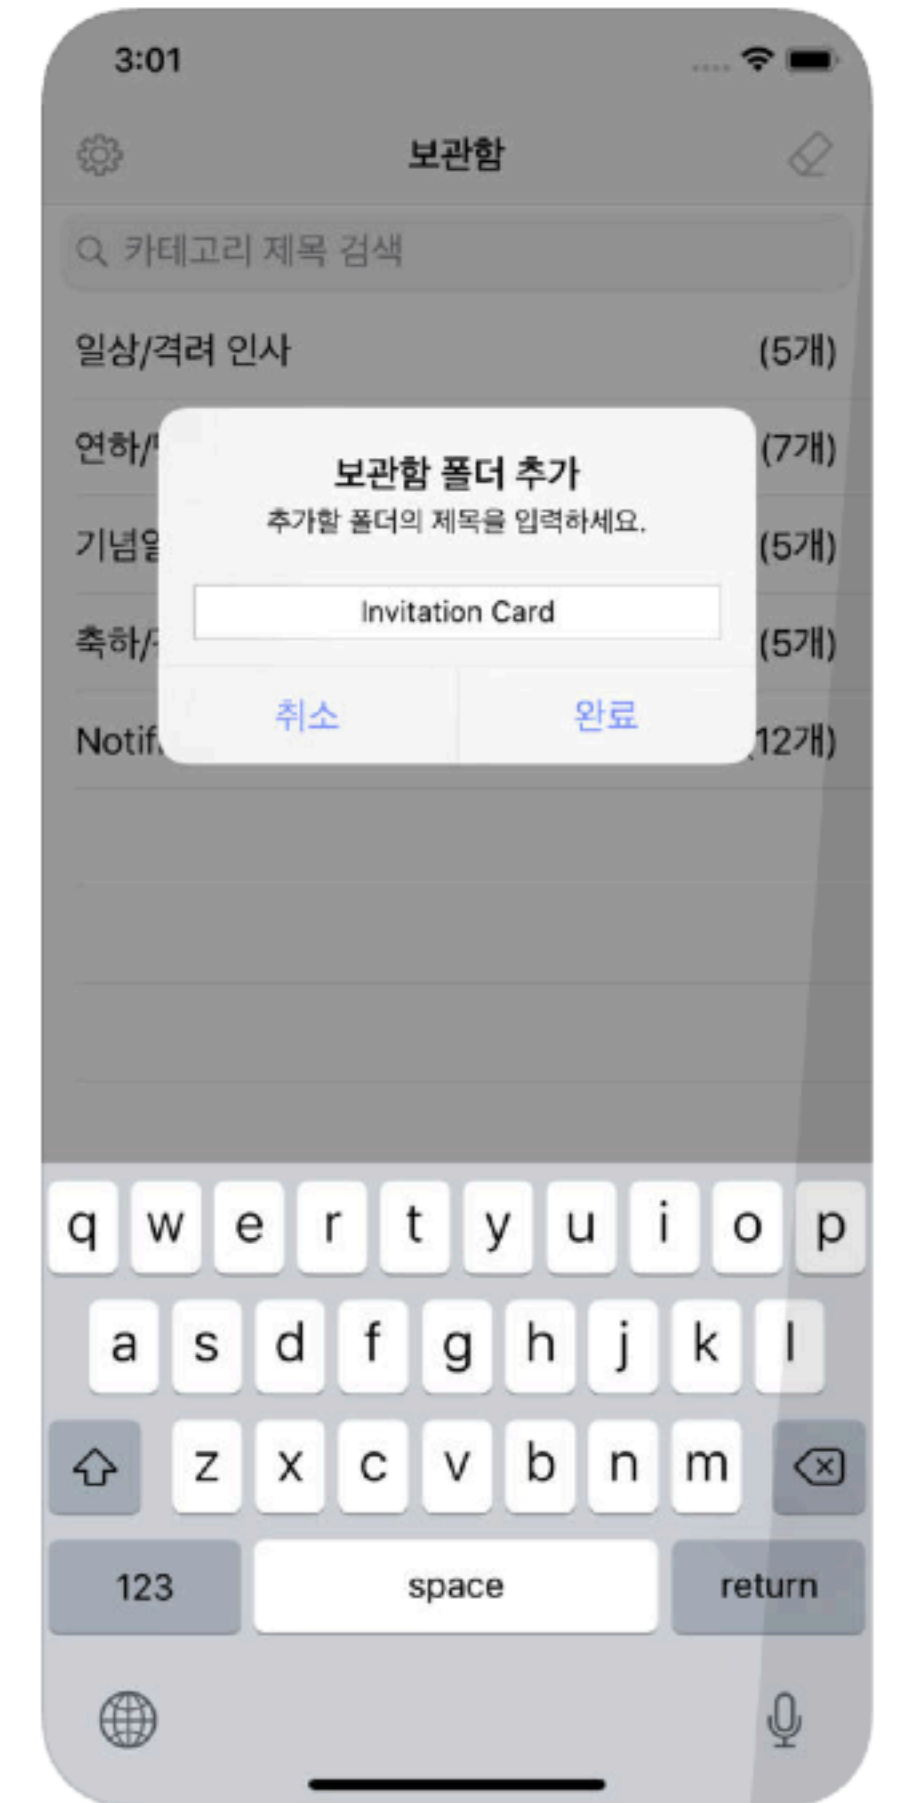 3:01
보관함
카테고리 제목 검색
일상/격려 인사 (5개)
연하/ (7개)
기념일 (5개)
축하/ (5개)
Notif (12개)
보관함 폴더 추가
추가할 폴더의 제목을 입력하세요.
Invitation Card
취소 완료
q w e r t y u i o p
a s d f g h j k l
z x c v b n m
123 space return